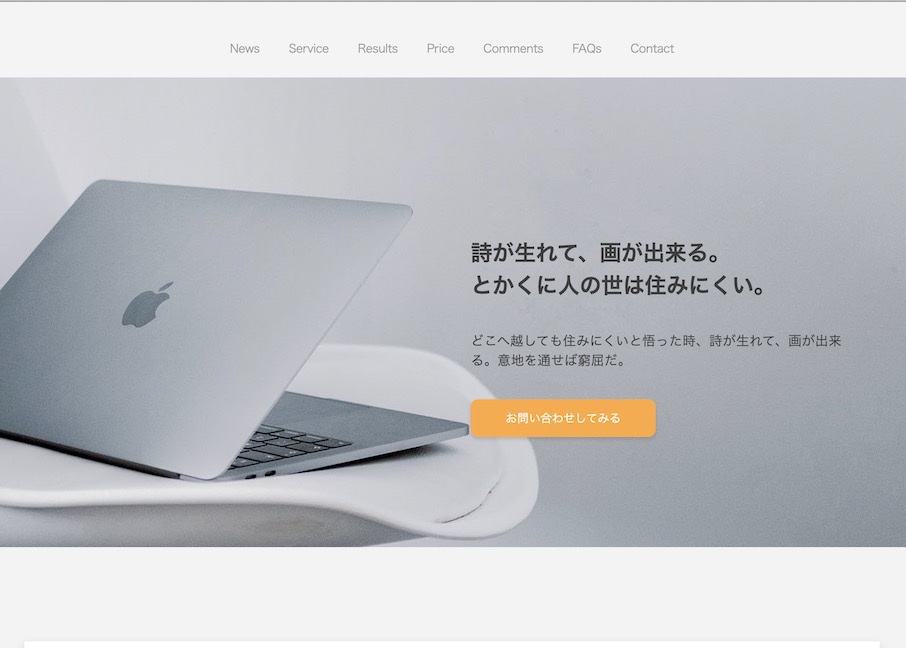 News Service Results Price Comments FAQs Contact
詩が生れて、画が出来る。
とかくに人の世は住みにくい。
どこへ越しても住みにくいと悟った時、詩が生れて、画が出来
る。意地を通せば窮屈だ。
お問い合わせしてみる